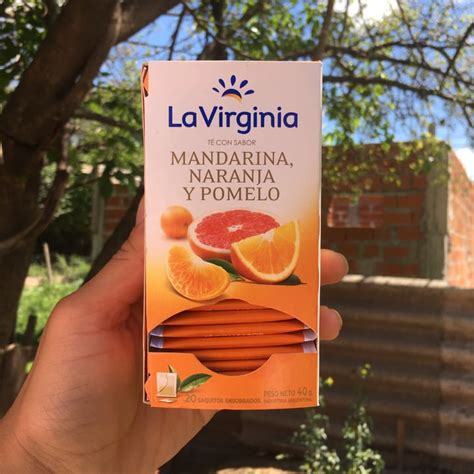 LaVirginia
TÉ CON SABOR
MANDARINA,
NARANJA
Y POMELO
20 SAQUITOS ENSOBRADOS
PESO NETO 40 g
INDUSTRIA ARGENTINA